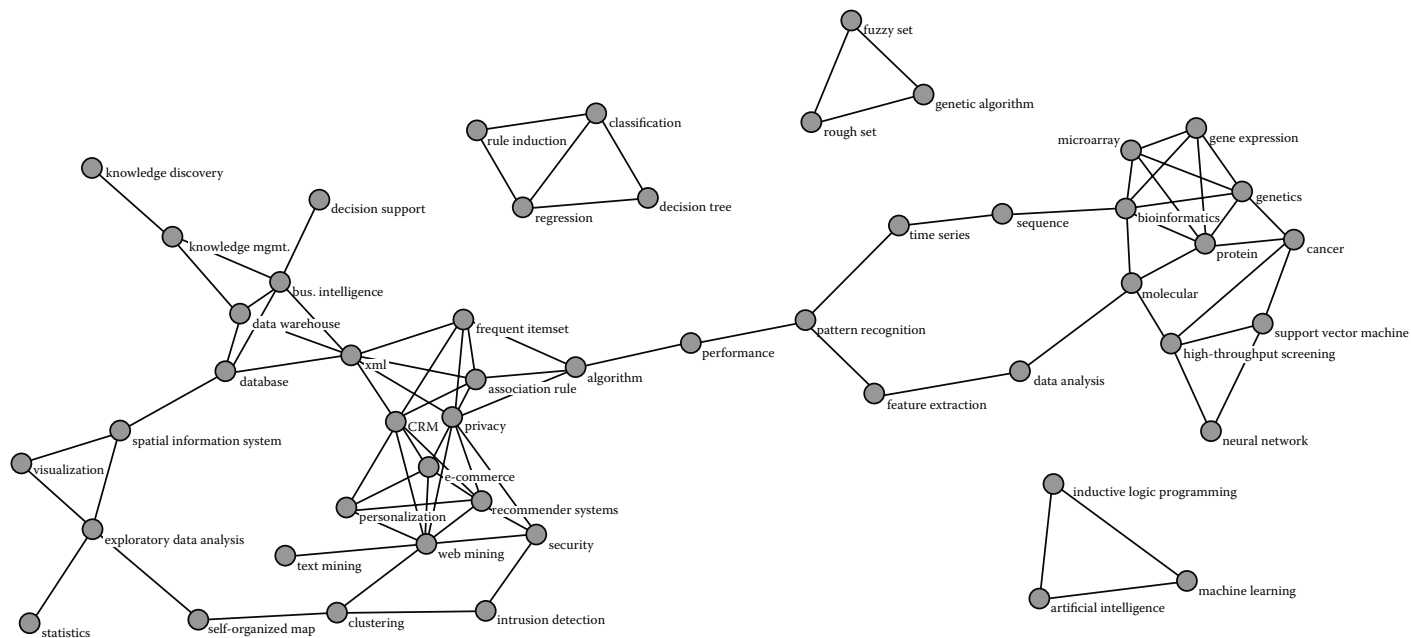 fuzzy set
genetic algorithm
rough set
classification
rule induction
regression
decision tree
microarray
gene expression
genetics
bioinformatics
protein
cancer
sequence
time series
molecular
support vector machine
high-throughput screening
neural network
knowledge discovery
decision support
knowledge mgmt.
bus. intelligence
data warehouse
xml
database
frequent itemset
association rule
algorithm
performance
pattern recognition
data analysis
feature extraction
CRM
privacy
spatial information system
visualization
e-commerce
recommender systems
personalization
exploratory data analysis
web mining
security
text mining
statistics
self-organized map
clustering
intrusion detection
inductive logic programming
machine learning
artificial intelligence